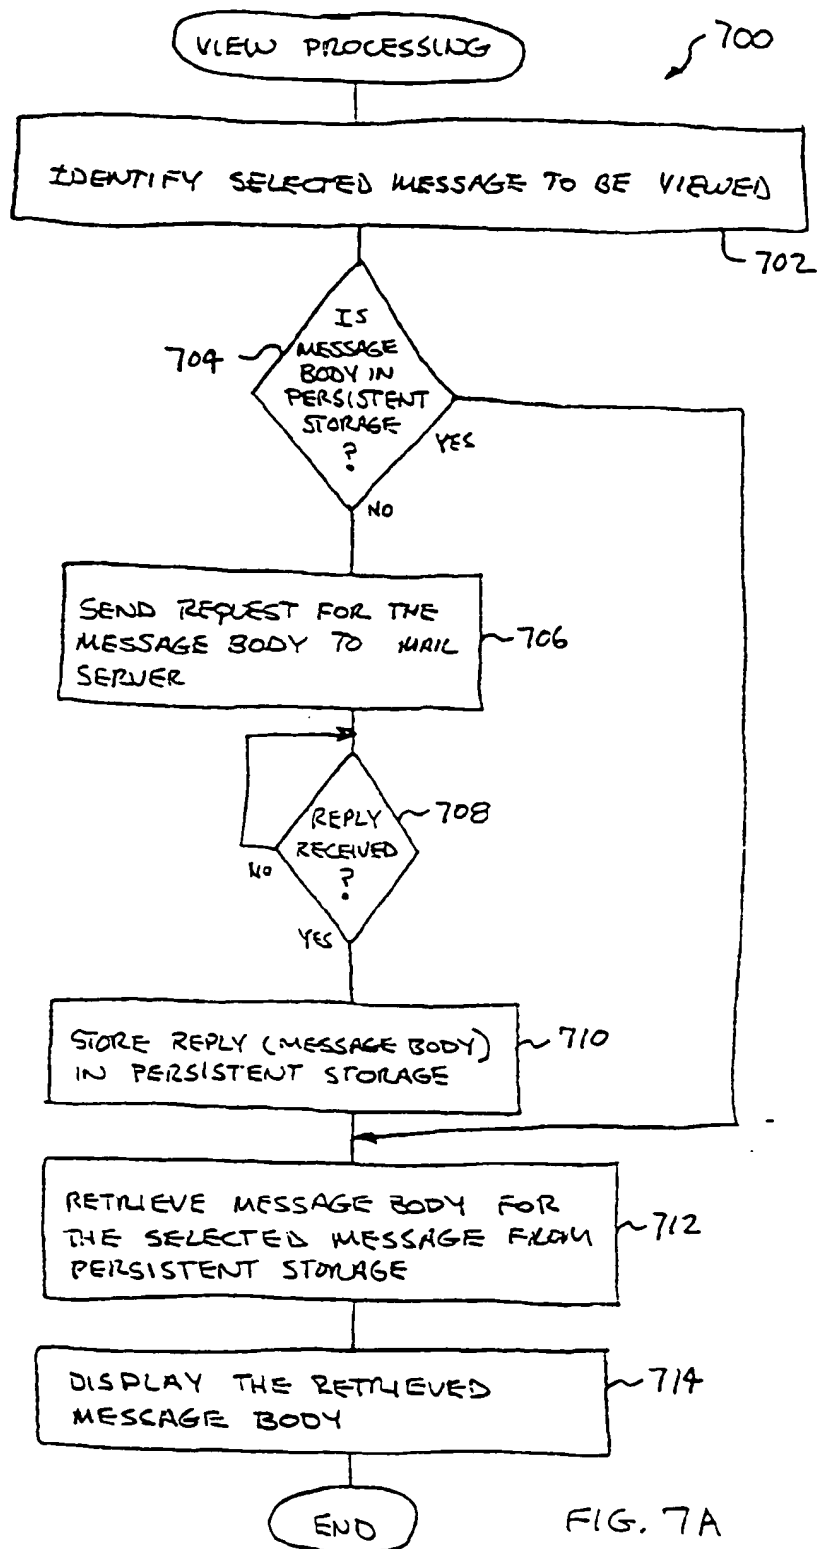 VIEW PROCESSING
700
IDENTIFY SELECTED MESSAGE TO BE VIEWED
702
704
IS
MESSAGE
BODY IN
PERSISTENT
STORAGE
?
YES
NO
SEND REQUEST FOR THE
MESSAGE BODY TO MAIL
SERVER
706
REPLY
RECEIVED
?
708
NO
YES
STORE REPLY (MESSAGE BODY)
IN PERSISTENT STORAGE
710
RETRIEVE MESSAGE BODY FOR
THE SELECTED MESSAGE FROM
PERSISTENT STORAGE
712
DISPLAY THE RETRIEVED
MESSAGE BODY
714
END
FIG. 7A